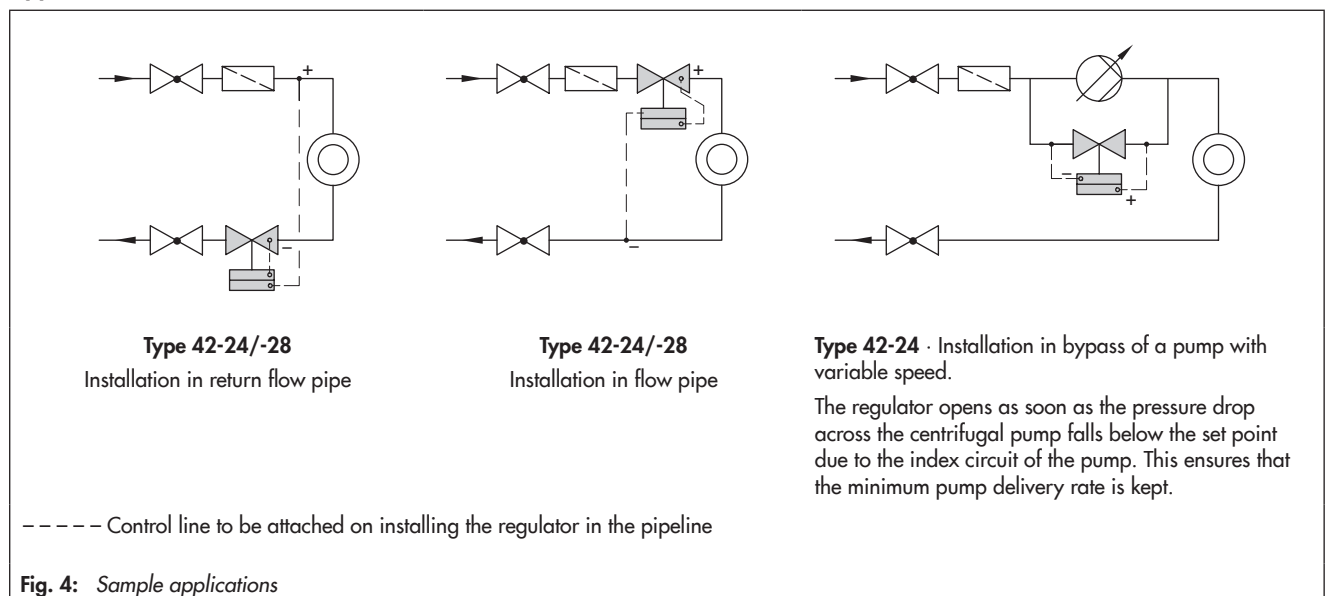 +
−
+
−
−
+
Type 42-24/-28
Installation in return flow pipe
Type 42-24/-28
Installation in flow pipe
Type 42-24 · Installation in bypass of a pump with
variable speed.
The regulator opens as soon as the pressure drop
across the centrifugal pump falls below the set point
due to the index circuit of the pump. This ensures that
the minimum pump delivery rate is kept.
– – – – – Control line to be attached on installing the regulator in the pipeline
Fig. 4: Sample applications